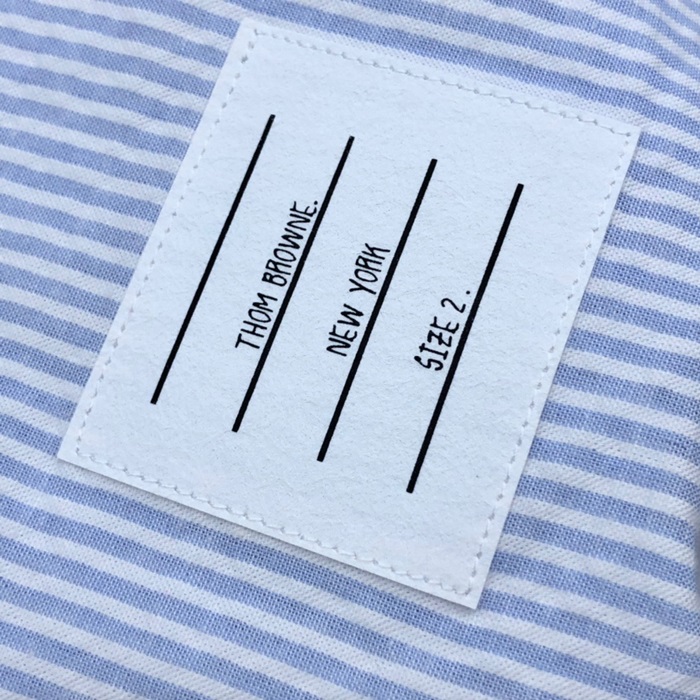 THOM BROWNE.
NEW YORK
SIZE 2.